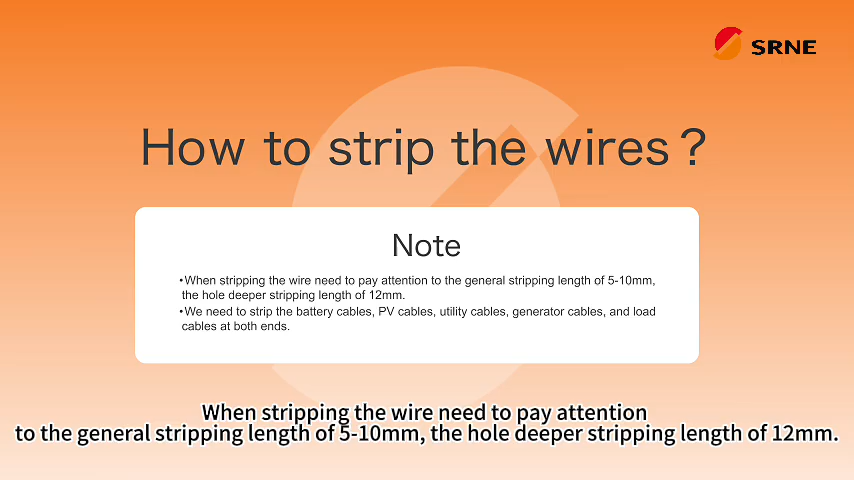 SRNE
How to strip the wires?
Note
•When stripping the wire need to pay attention to the general stripping length of 5-10mm,
the hole deeper stripping length of 12mm.
•We need to strip the battery cables, PV cables, utility cables, generator cables, and load
cables at both ends.
When stripping the wire need to pay attention
to the general stripping length of 5-10mm, the hole deeper stripping length of 12mm.